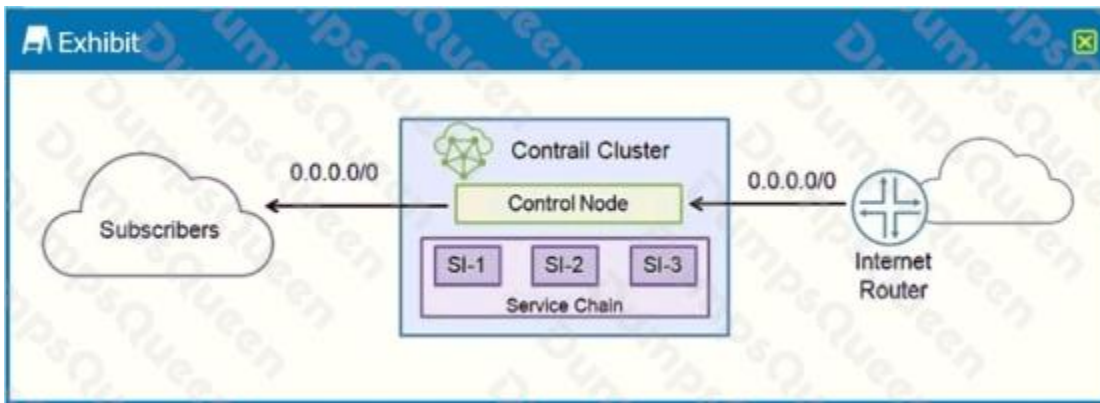 Exhibit
Contrail Cluster
0.0.0.0/0
0.0.0.0/0
Control Node
Subscribers
SI-1 SI-2 SI-3
Internet
Router
Service Chain
DumpsQueen